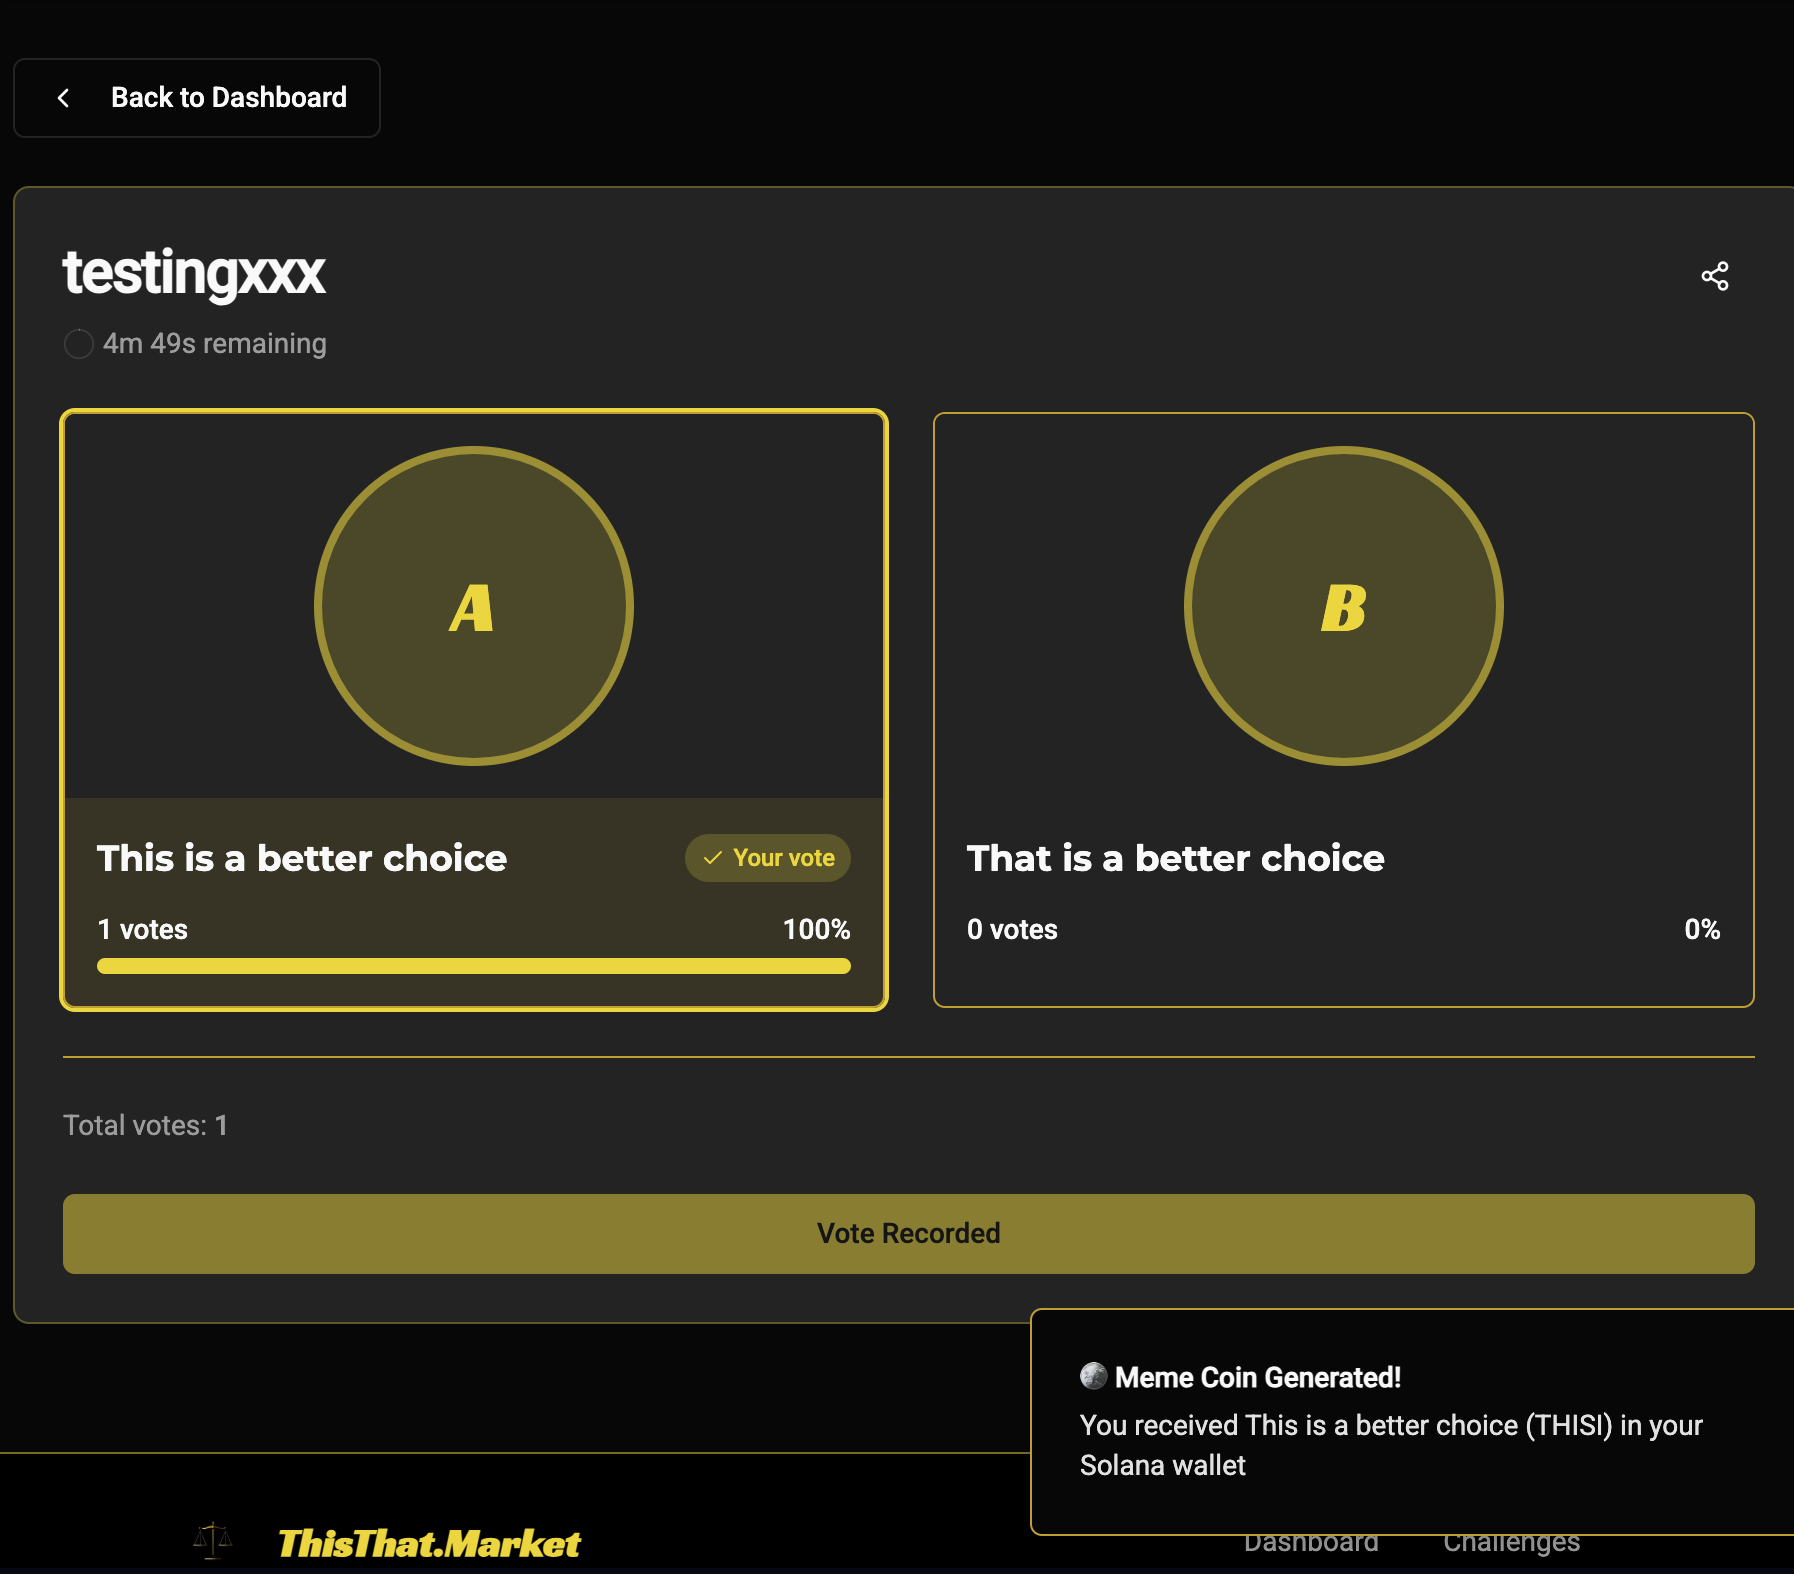 Back to Dashboard
testingxxx
4m 49s remaining
A
B
This is a better choice
Your vote
1 votes
100%
That is a better choice
0 votes
0%
Total votes: 1
Vote Recorded
Meme Coin Generated!
You received This is a better choice (THISI) in your
Solana wallet
ThisThat.Market
Dashboard
Challenges